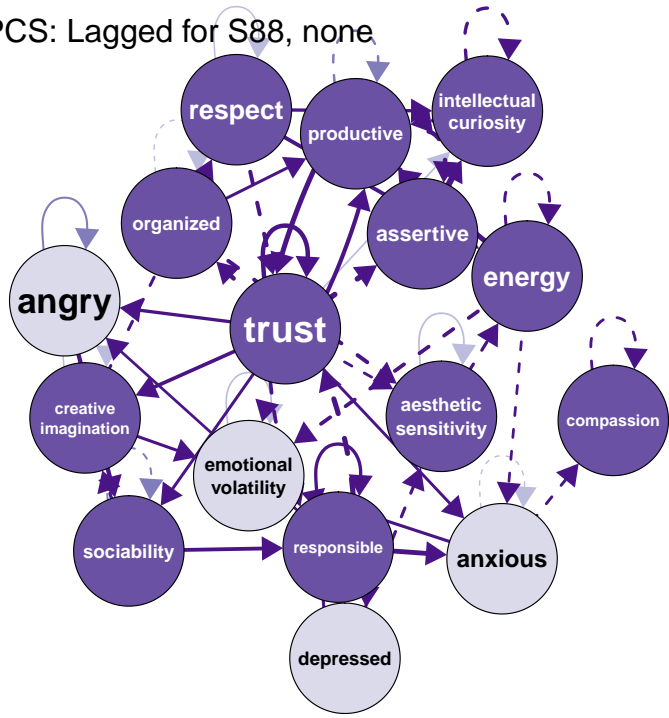 PCS: Lagged for S88, none
respect
productive
intellectual
curiosity
organized
assertive
energy
angry
trust
creative
imagination
aesthetic
sensitivity
compassion
emotional
volatility
sociability
responsible
anxious
depressed